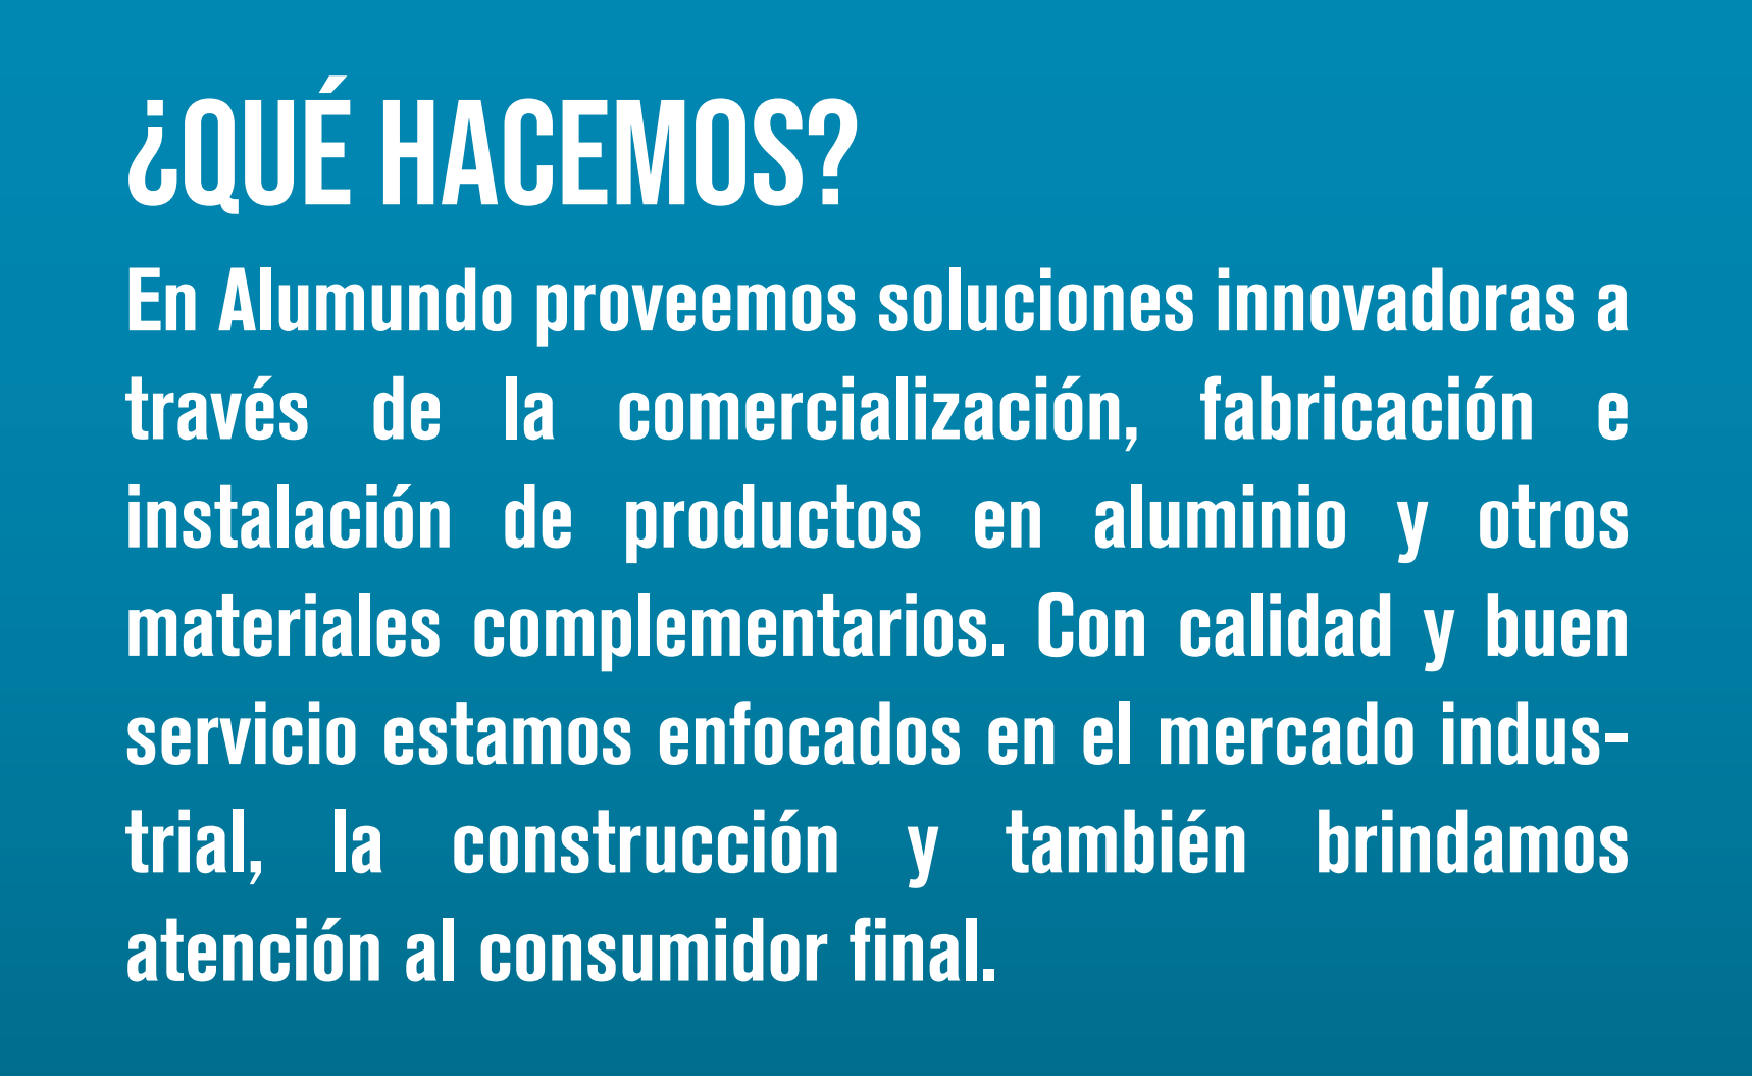 ¿QUÉ HACEMOS?
En Alumundo proveemos soluciones innovadoras a
través de la comercialización, fabricación e
instalación de productos en aluminio y otros
materiales complementarios. Con calidad y buen
servicio estamos enfocados en el mercado indus-
trial, la construcción y también brindamos
atención al consumidor final.